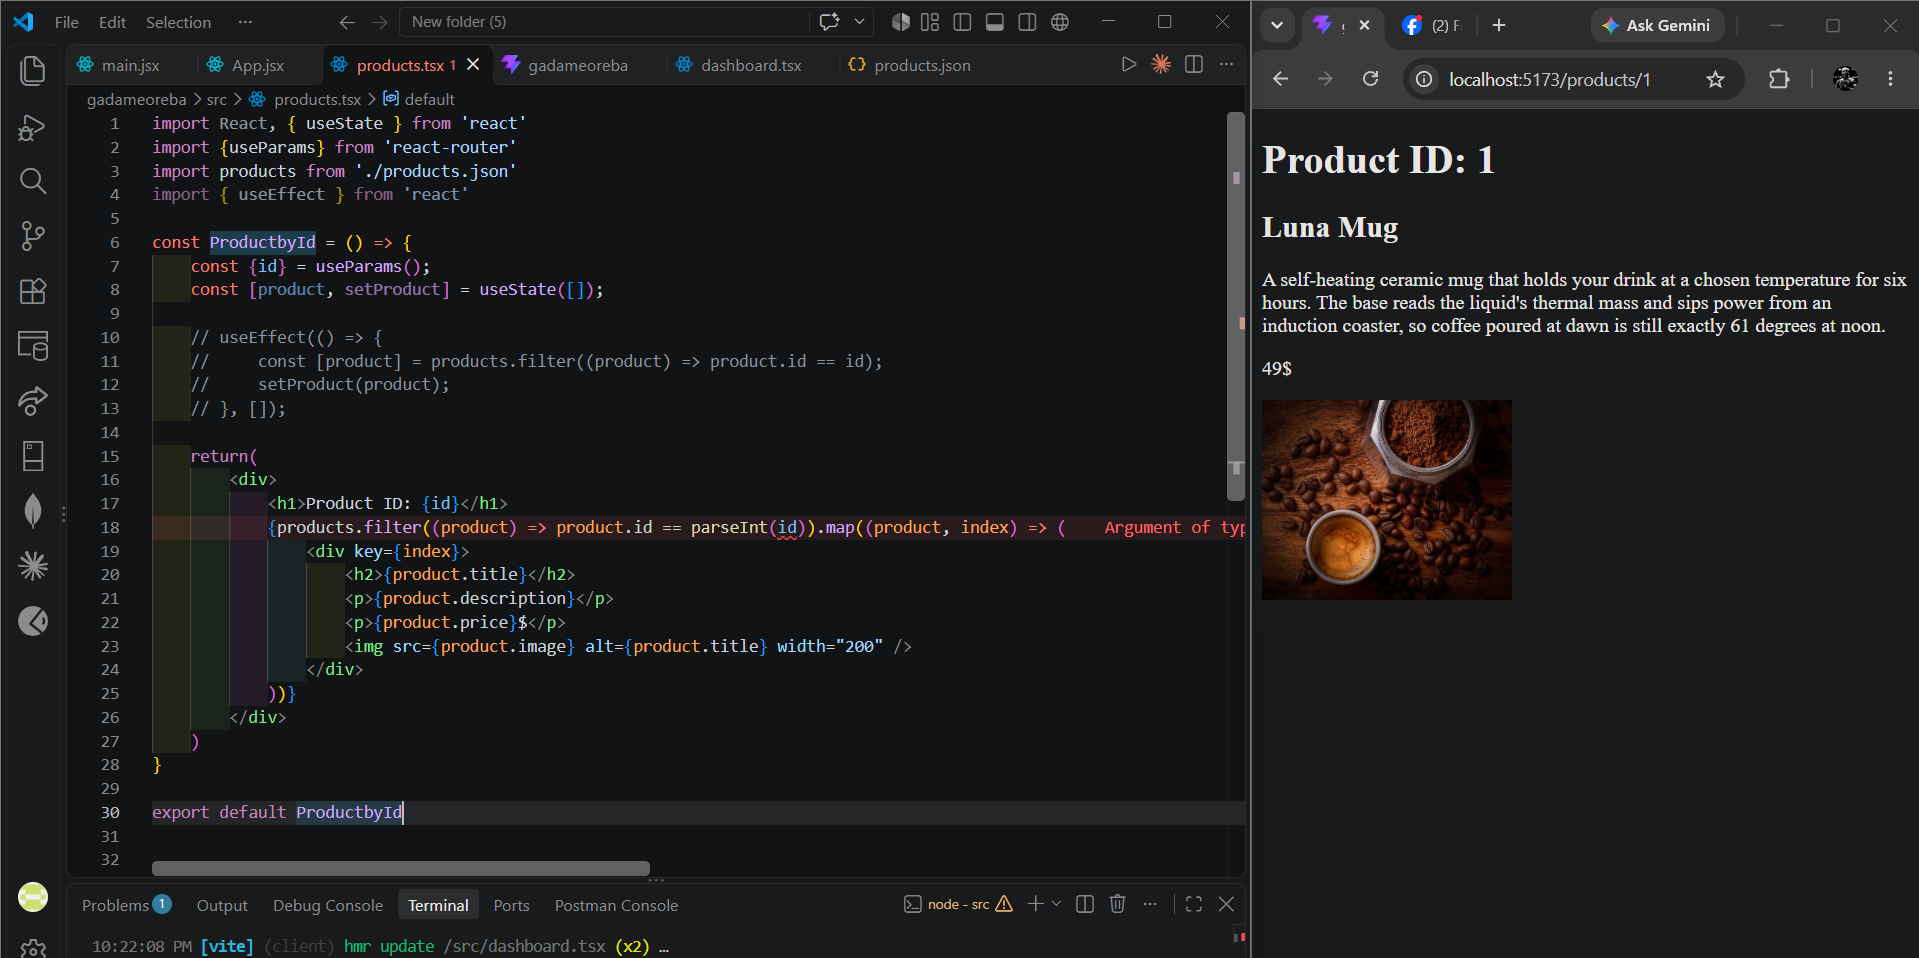 File Edit Selection ··· New folder (5)
main.jsx App.jsx products.tsx 1 gadameoreba dashboard.tsx products.json
gadameoreba > src > products.tsx > default
1 import React, { useState } from 'react'
2 import {useParams} from 'react-router'
3 import products from './products.json'
4 import { useEffect } from 'react'
5
6 const ProductbyId = () => {
7 const {id} = useParams();
8 const [product, setProduct] = useState([]);
9
10 // useEffect(() => {
11 // const [product] = products.filter((product) => product.id == id);
12 // setProduct(product);
13 // }, []);
14
15 return(
16 <div>
17 <h1>Product ID: {id}</h1>
18 {products.filter((product) => product.id == parseInt(id)).map((product, index) => ( Argument of typ
19 <div key={index}>
20 <h2>{product.title}</h2>
21 <p>{product.description}</p>
22 <p>{product.price}$</p>
23 <img src={product.image} alt={product.title} width="200" />
24 </div>
25 ))}
26 </div>
27 )
28 }
29
30 export default ProductbyId
31
32
Problems 1 Output Debug Console Terminal Ports Postman Console node - src
10:22:08 PM [vite] (client) hmr update /src/dashboard.tsx (x2) …
g (2) F Ask Gemini
localhost:5173/products/1
Product ID: 1
Luna Mug
A self-heating ceramic mug that holds your drink at a chosen temperature for six
hours. The base reads the liquid's thermal mass and sips power from an
induction coaster, so coffee poured at dawn is still exactly 61 degrees at noon.
49$